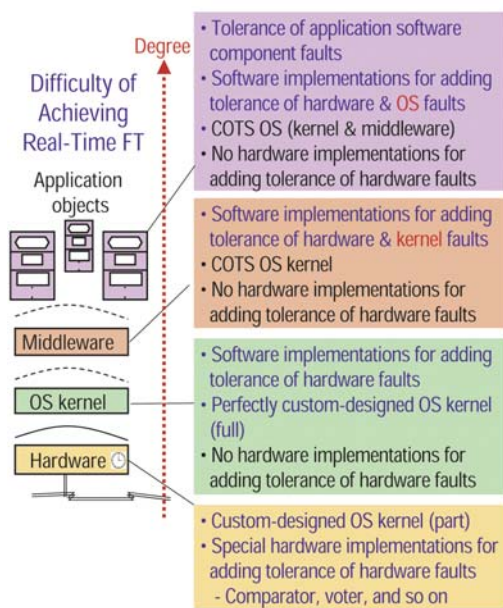 Difficulty of
Achieving
Real-Time FT
Degree
Application
objects
Middleware
OS kernel
Hardware
• Tolerance of application software
component faults
• Software implementations for adding
tolerance of hardware & OS faults
• COTS OS (kernel & middleware)
• No hardware implementations for
adding tolerance of hardware faults
• Software implementations for adding
tolerance of hardware & kernel faults
• COTS OS kernel
• No hardware implementations for
adding tolerance of hardware faults
• Software implementations for adding
tolerance of hardware faults
• Perfectly custom-designed OS kernel
(full)
• No hardware implementations for
adding tolerance of hardware faults
• Custom-designed OS kernel (part)
• Special hardware implementations for
adding tolerance of hardware faults
- Comparator, voter, and so on